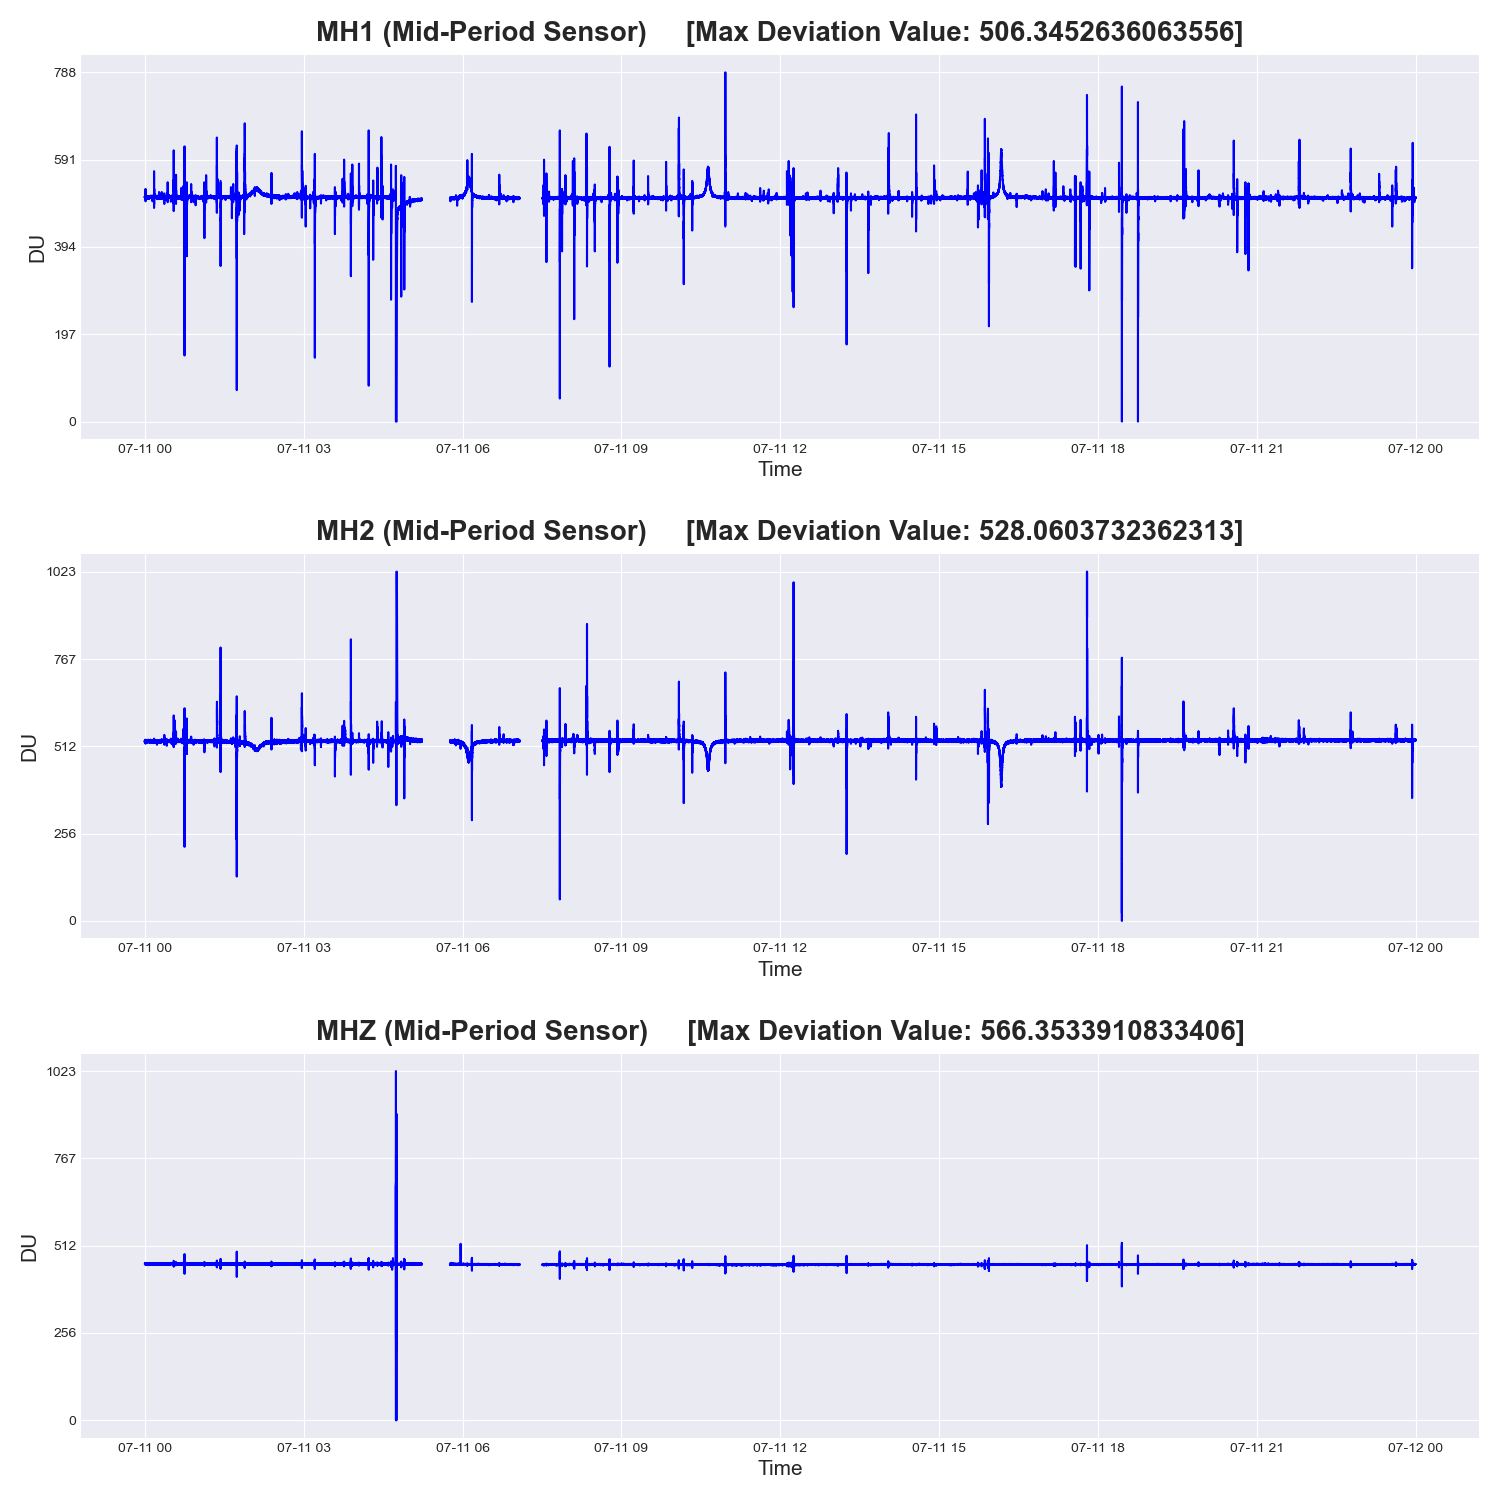 MH1 (Mid-Period Sensor) [Max Deviation Value: 506.3452636063556]
788
591
394
197
0
DU
07-11 00 07-11 03 07-11 06 07-11 09 07-11 12 07-11 15 07-11 18 07-11 21 07-12 00
Time
MH2 (Mid-Period Sensor) [Max Deviation Value: 528.0603732362313]
1023
767
512
256
0
DU
07-11 00 07-11 03 07-11 06 07-11 09 07-11 12 07-11 15 07-11 18 07-11 21 07-12 00
Time
MHZ (Mid-Period Sensor) [Max Deviation Value: 566.3533910833406]
1023
767
512
256
0
DU
07-11 00 07-11 03 07-11 06 07-11 09 07-11 12 07-11 15 07-11 18 07-11 21 07-12 00
Time